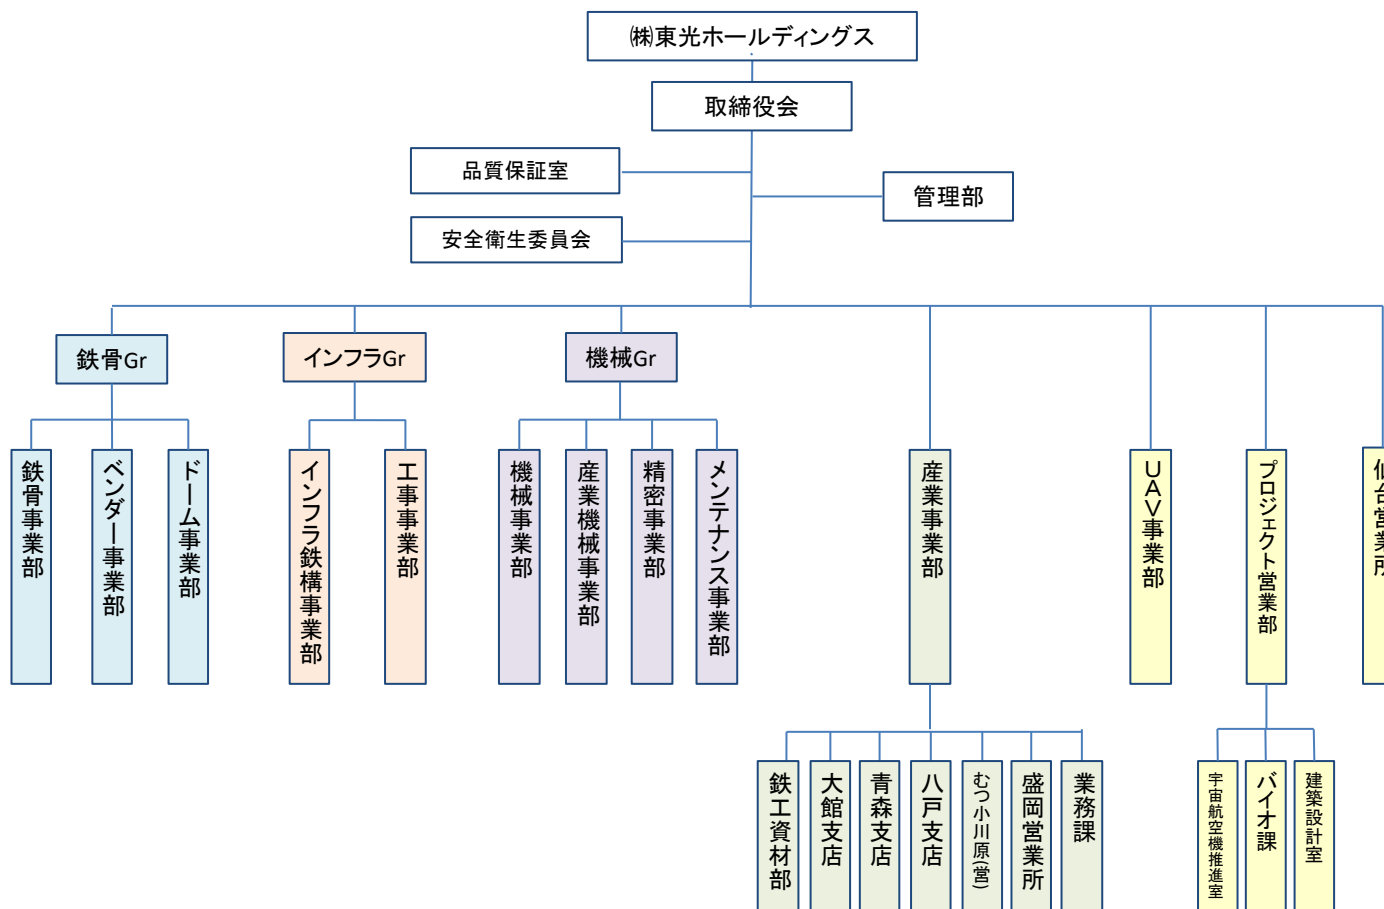 ㈱東光ホールディングス
取締役会
品質保証室
管理部
安全衛生委員会
鉄骨Gr
インフラGr
機械Gr
鉄骨事業部
ベンダー事業部
ドーム事業部
インフラ鉄構事業部
工事事業部
機械事業部
産業機械事業部
精密事業部
メンテナンス事業部
産業事業部
UAV事業部
プロジェクト営業部
仙台営業所
鉄工資材部
大館支店
青森支店
八戸支店
むつ小川原(営)
盛岡営業所
業務課
宇宙航空機推進室
バイオ課
建築設計室